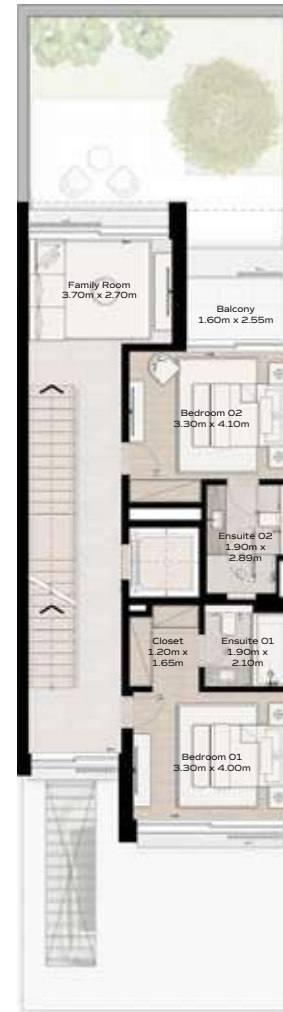 Family Room
3.70m x 2.70m
Balcony
1.60m x 2.55m
Bedroom 02
3.30m x 4.10m
Ensuite 02
1.90m x
2.89m
Closet
1.20m x
1.65m
Ensuite 01
1.90m x
2.10m
Bedroom 01
3.30m x 4.00m